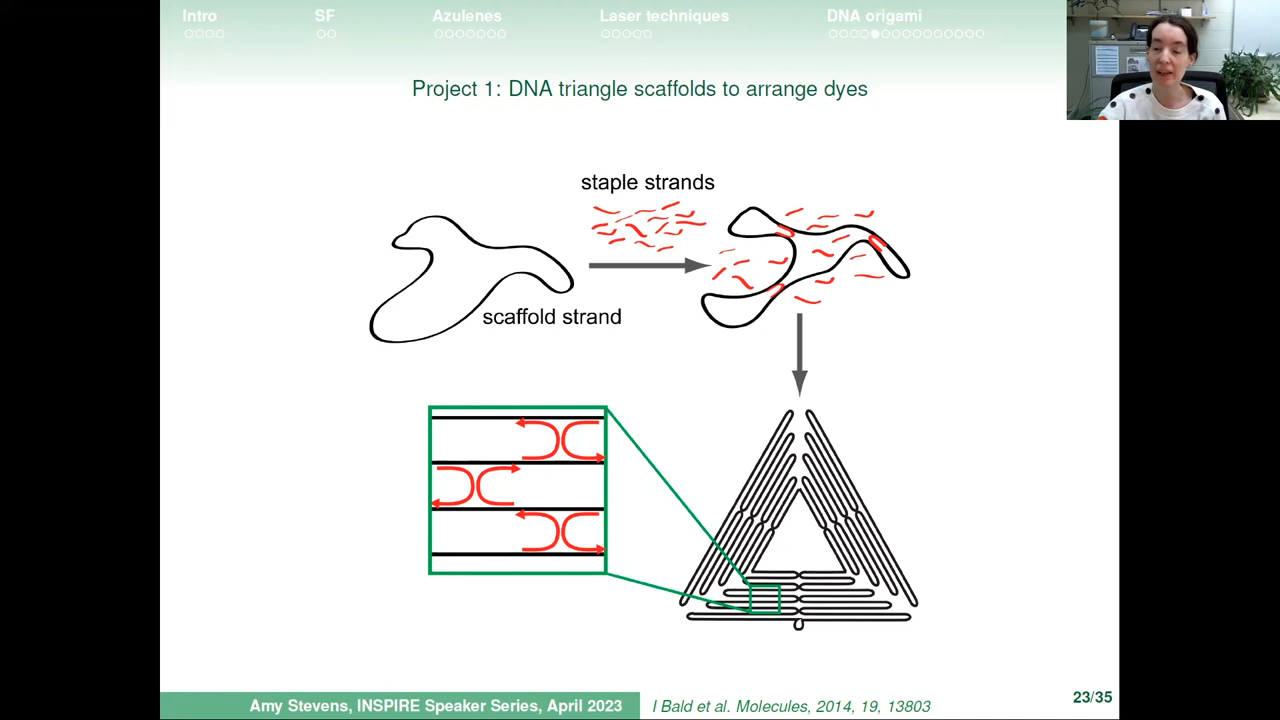 Intro
SF
Azulenes
Laser techniques
DNA origami
Project 1: DNA triangle scaffolds to arrange dyes
staple strands
scaffold strand
23/35
Amy Stevens, INSPIRE Speaker Series, April 2023
I Bald et al. Molecules, 2014, 19, 13803